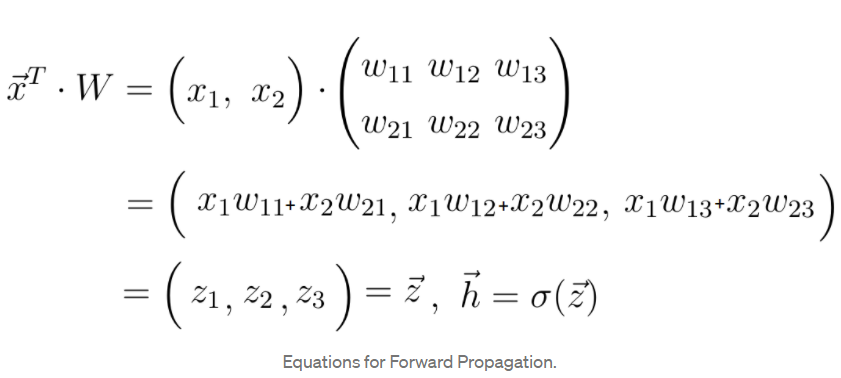 x⃗ᵀ · W = (x₁, x₂) · (w₁₁ w₁₂ w₁₃
w₂₁ w₂₂ w₂₃)
= (x₁w₁₁+x₂w₂₁, x₁w₁₂+x₂w₂₂, x₁w₁₃+x₂w₂₃)
= (z₁, z₂, z₃) = z⃗, h⃗ = σ(z⃗)
Equations for Forward Propagation.